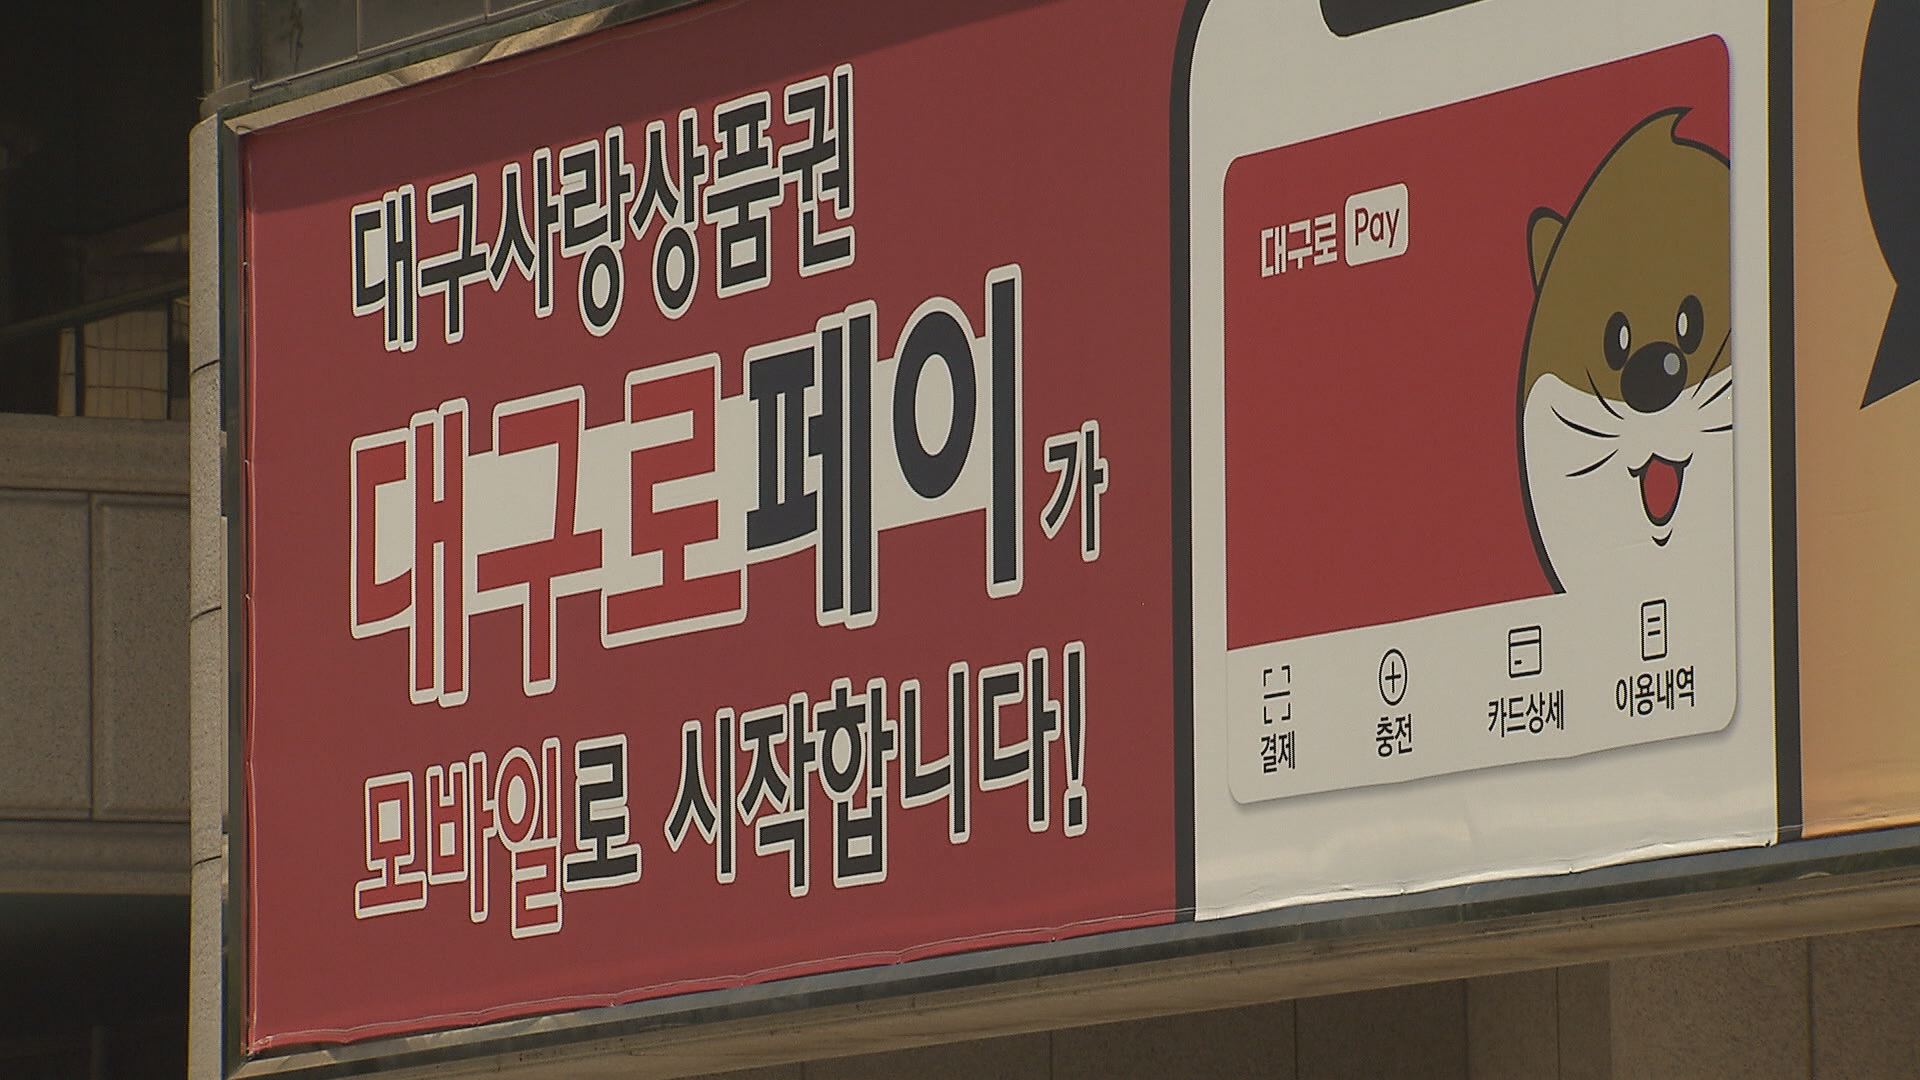 대구사랑상품권
대구로페이가
모바일로 시작합니다!
대구로 Pay
결제
충전
카드상세
이용내역